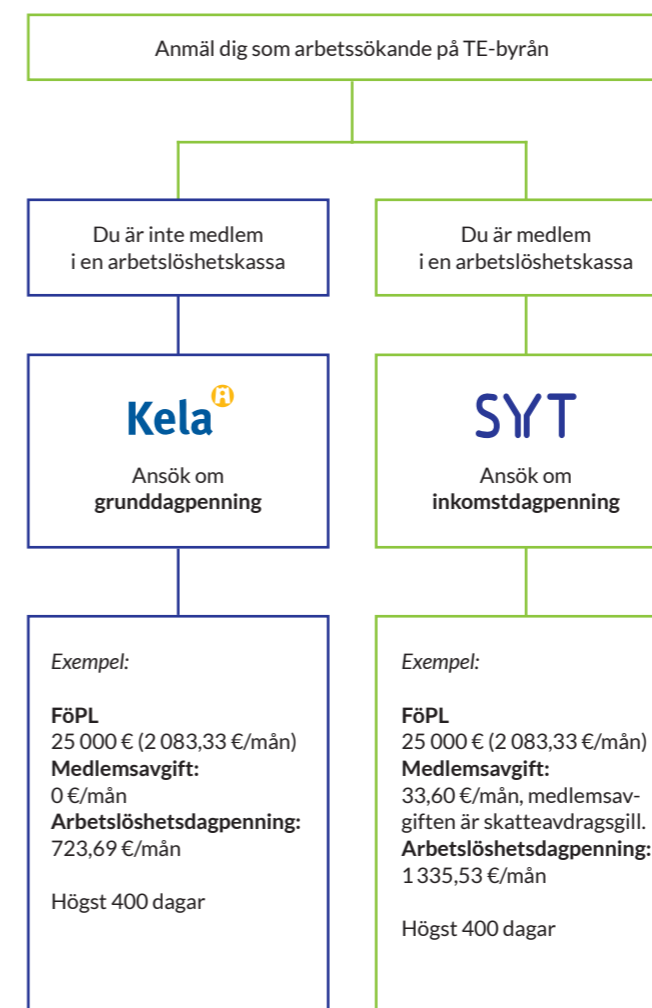 Anmäl dig som arbetssökande på TE-byrån
Du är inte medlem
i en arbetslöshetskassa
Kela
Ansök om
grunddagpenning
Exempel:
FöPL
25 000 € (2 083,33 €/mån)
Medlemsavgift:
0 €/mån
Arbetslöshetsdagpenning:
723,69 €/mån
Högst 400 dagar
Du är medlem
i en arbetslöshetskassa
SYT
Ansök om
inkomstdagpenning
Exempel:
FöPL
25 000 € (2 083,33 €/mån)
Medlemsavgift:
33,60 €/mån, medlemsav-
giften är skatteavdragsgill.
Arbetslöshetsdagpenning:
1 335,53 €/mån
Högst 400 dagar